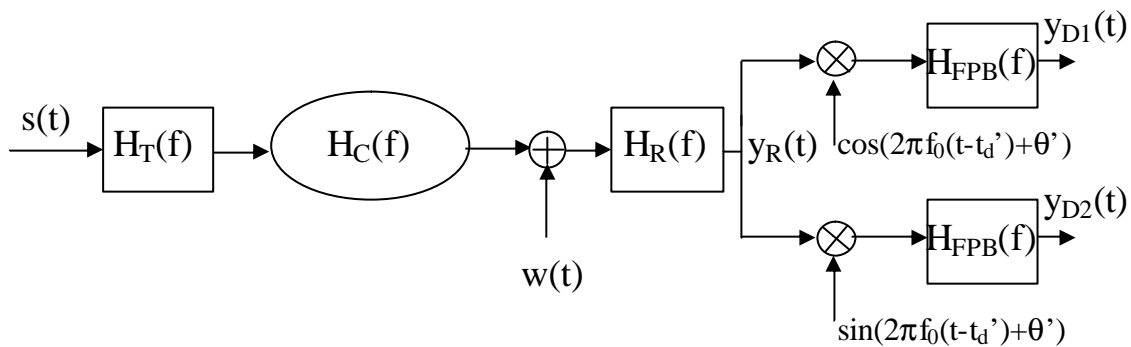 s(t)
H_T(f)
H_C(f)
w(t)
H_R(f)
y_R(t)
cos(2πf_0(t-t_d’)+θ’)
H_FPB(f)
y_D1(t)
sin(2πf_0(t-t_d’)+θ’)
H_FPB(f)
y_D2(t)